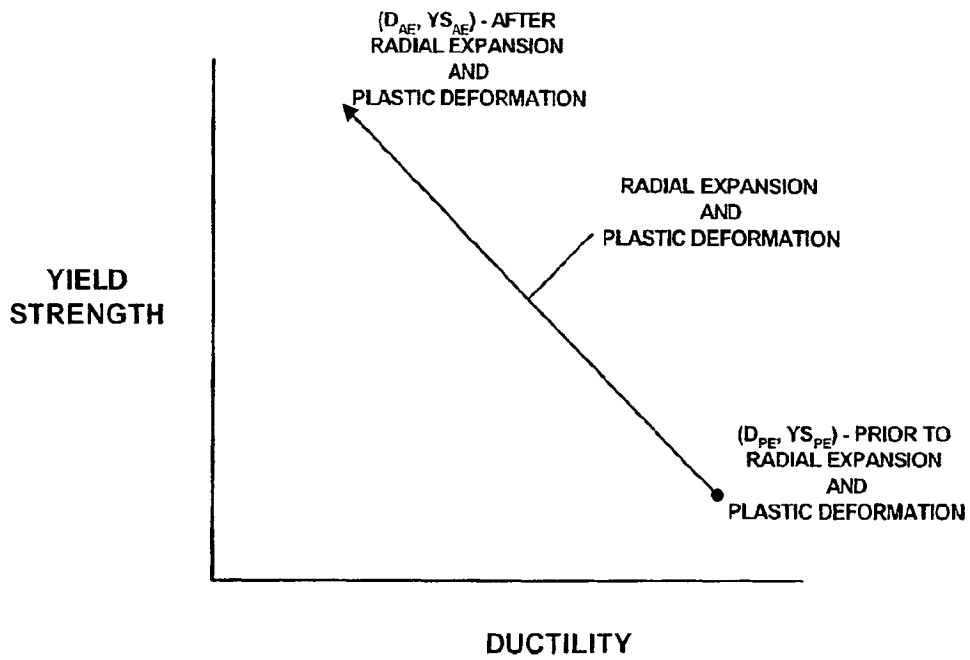 (D_AE, YS_AE) - AFTER
RADIAL EXPANSION
AND
PLASTIC DEFORMATION
RADIAL EXPANSION
AND
PLASTIC DEFORMATION
YIELD
STRENGTH
(D_PE, YS_PE) - PRIOR TO
RADIAL EXPANSION
AND
PLASTIC DEFORMATION
DUCTILITY